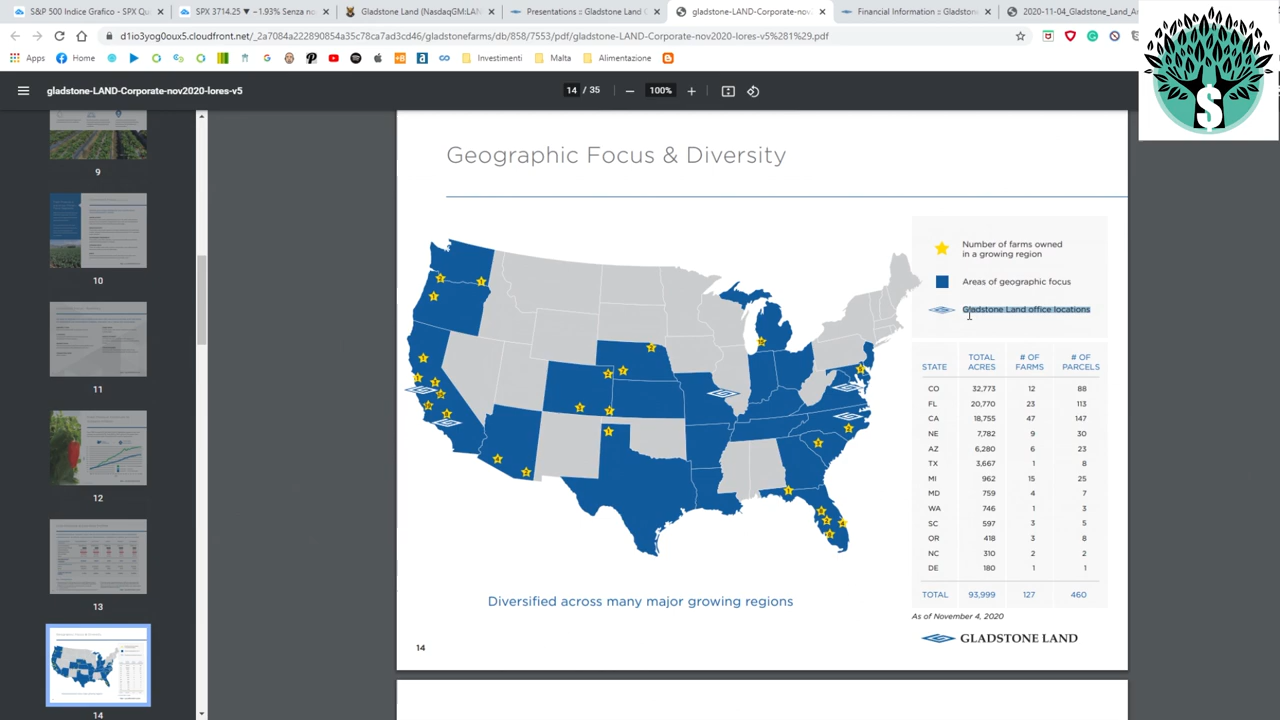 S&P 500 Indice Grafico - SPX Qu
SPX 3714.25 ▼ −1.93% Senza no
Gladstone Land (NasdaqGM:LAN
Presentations :: Gladstone Land C
gladstone-LAND-Corporate-nov
Financial Information :: Gladstone
2020-11-04_Gladstone_Land_An
d1io3yog0oux5.cloudfront.net/_2a7084a222890854a35c78ca7ad3cd46/gladstonefarms/db/858/7553/pdf/gladstone-LAND-Corporate-nov2020-lores-v5%281%29.pdf
Apps
Home
Investimenti
Malta
Alimentazione
gladstone-LAND-Corporate-nov2020-lores-v5
14 / 35
100%
9
10
11
12
13
14
Geographic Focus & Diversity
Number of farms owned
in a growing region
Areas of geographic focus
Gladstone Land office locations
STATE TOTAL ACRES # OF FARMS # OF PARCELS
CO 32,773 12 88
FL 20,770 23 113
CA 18,755 47 147
NE 7,782 9 30
AZ 6,280 6 23
TX 3,667 1 8
MI 962 15 25
MD 759 4 7
WA 746 1 3
SC 597 3 5
OR 418 3 8
NC 310 2 2
DE 180 1 1
TOTAL 93,999 127 460
As of November 4, 2020
Diversified across many major growing regions
14
GLADSTONE LAND
$